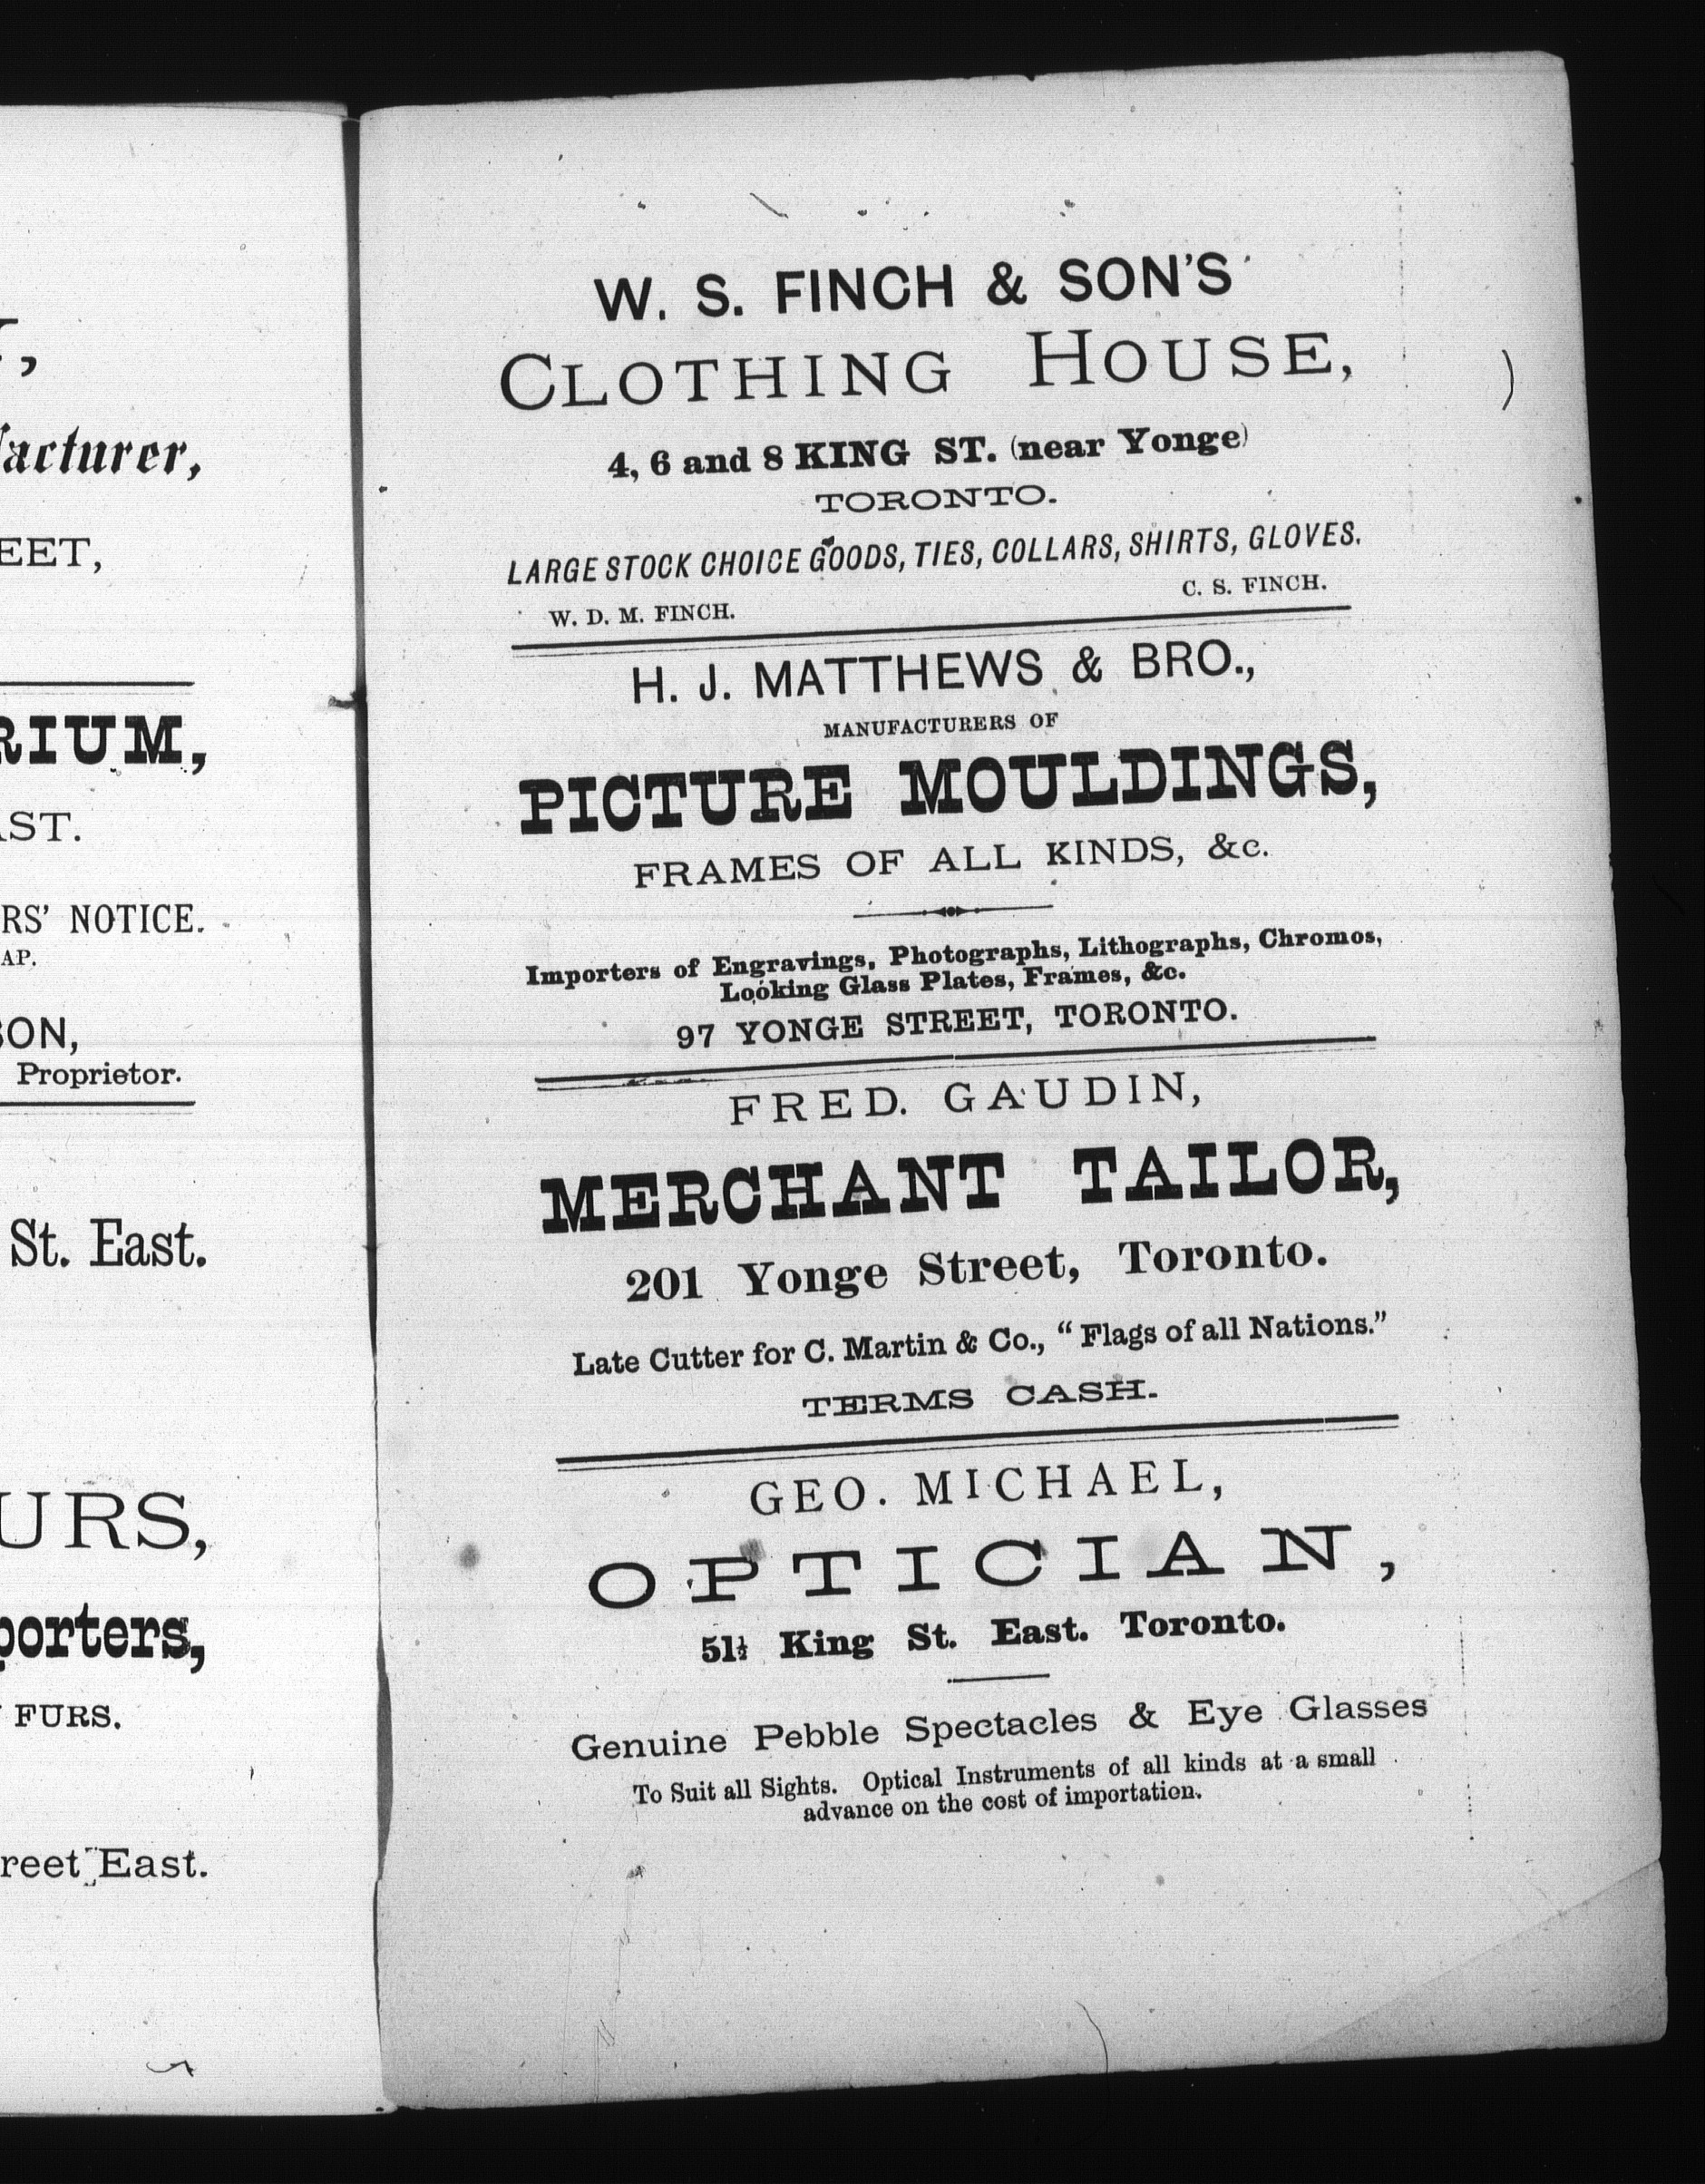 acturer,
EET,
RIUM,
AST.
RS' NOTICE.
AP.
SON,
Proprietor.
St. East.
URS,
porters,
FURS.
reet East.
W. S. FINCH & SON'S
CLOTHING HOUSE,
4, 6 and 8 KING ST. (near Yonge)
TORONTO.
LARGE STOCK CHOICE GOODS, TIES, COLLARS, SHIRTS, GLOVES.
W. D. M. FINCH. C. S. FINCH.
H. J. MATTHEWS & BRO.,
MANUFACTURERS OF
PICTURE MOULDINGS,
FRAMES OF ALL KINDS, &c.
Importers of Engravings, Photographs, Lithographs, Chromos,
Looking Glass Plates, Frames, &c.
97 YONGE STREET, TORONTO.
FRED. GAUDIN,
MERCHANT TAILOR,
201 Yonge Street, Toronto.
Late Cutter for C. Martin & Co., “Flags of all Nations.”
TERMS CASH.
GEO. MICHAEL,
OPTICIAN,
51½ King St. East. Toronto.
Genuine Pebble Spectacles & Eye Glasses
To Suit all Sights. Optical Instruments of all kinds at a small
advance on the cost of importation.